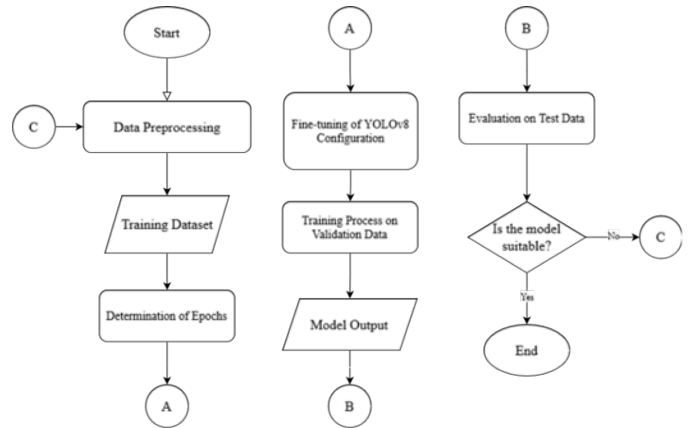 Start
C
Data Preprocessing
Training Dataset
Determination of Epochs
A
A
Fine-tuning of YOLOv8
Configuration
Training Process on
Validation Data
Model Output
B
B
Evaluation on Test Data
Is the model
suitable?
No
C
Yes
End